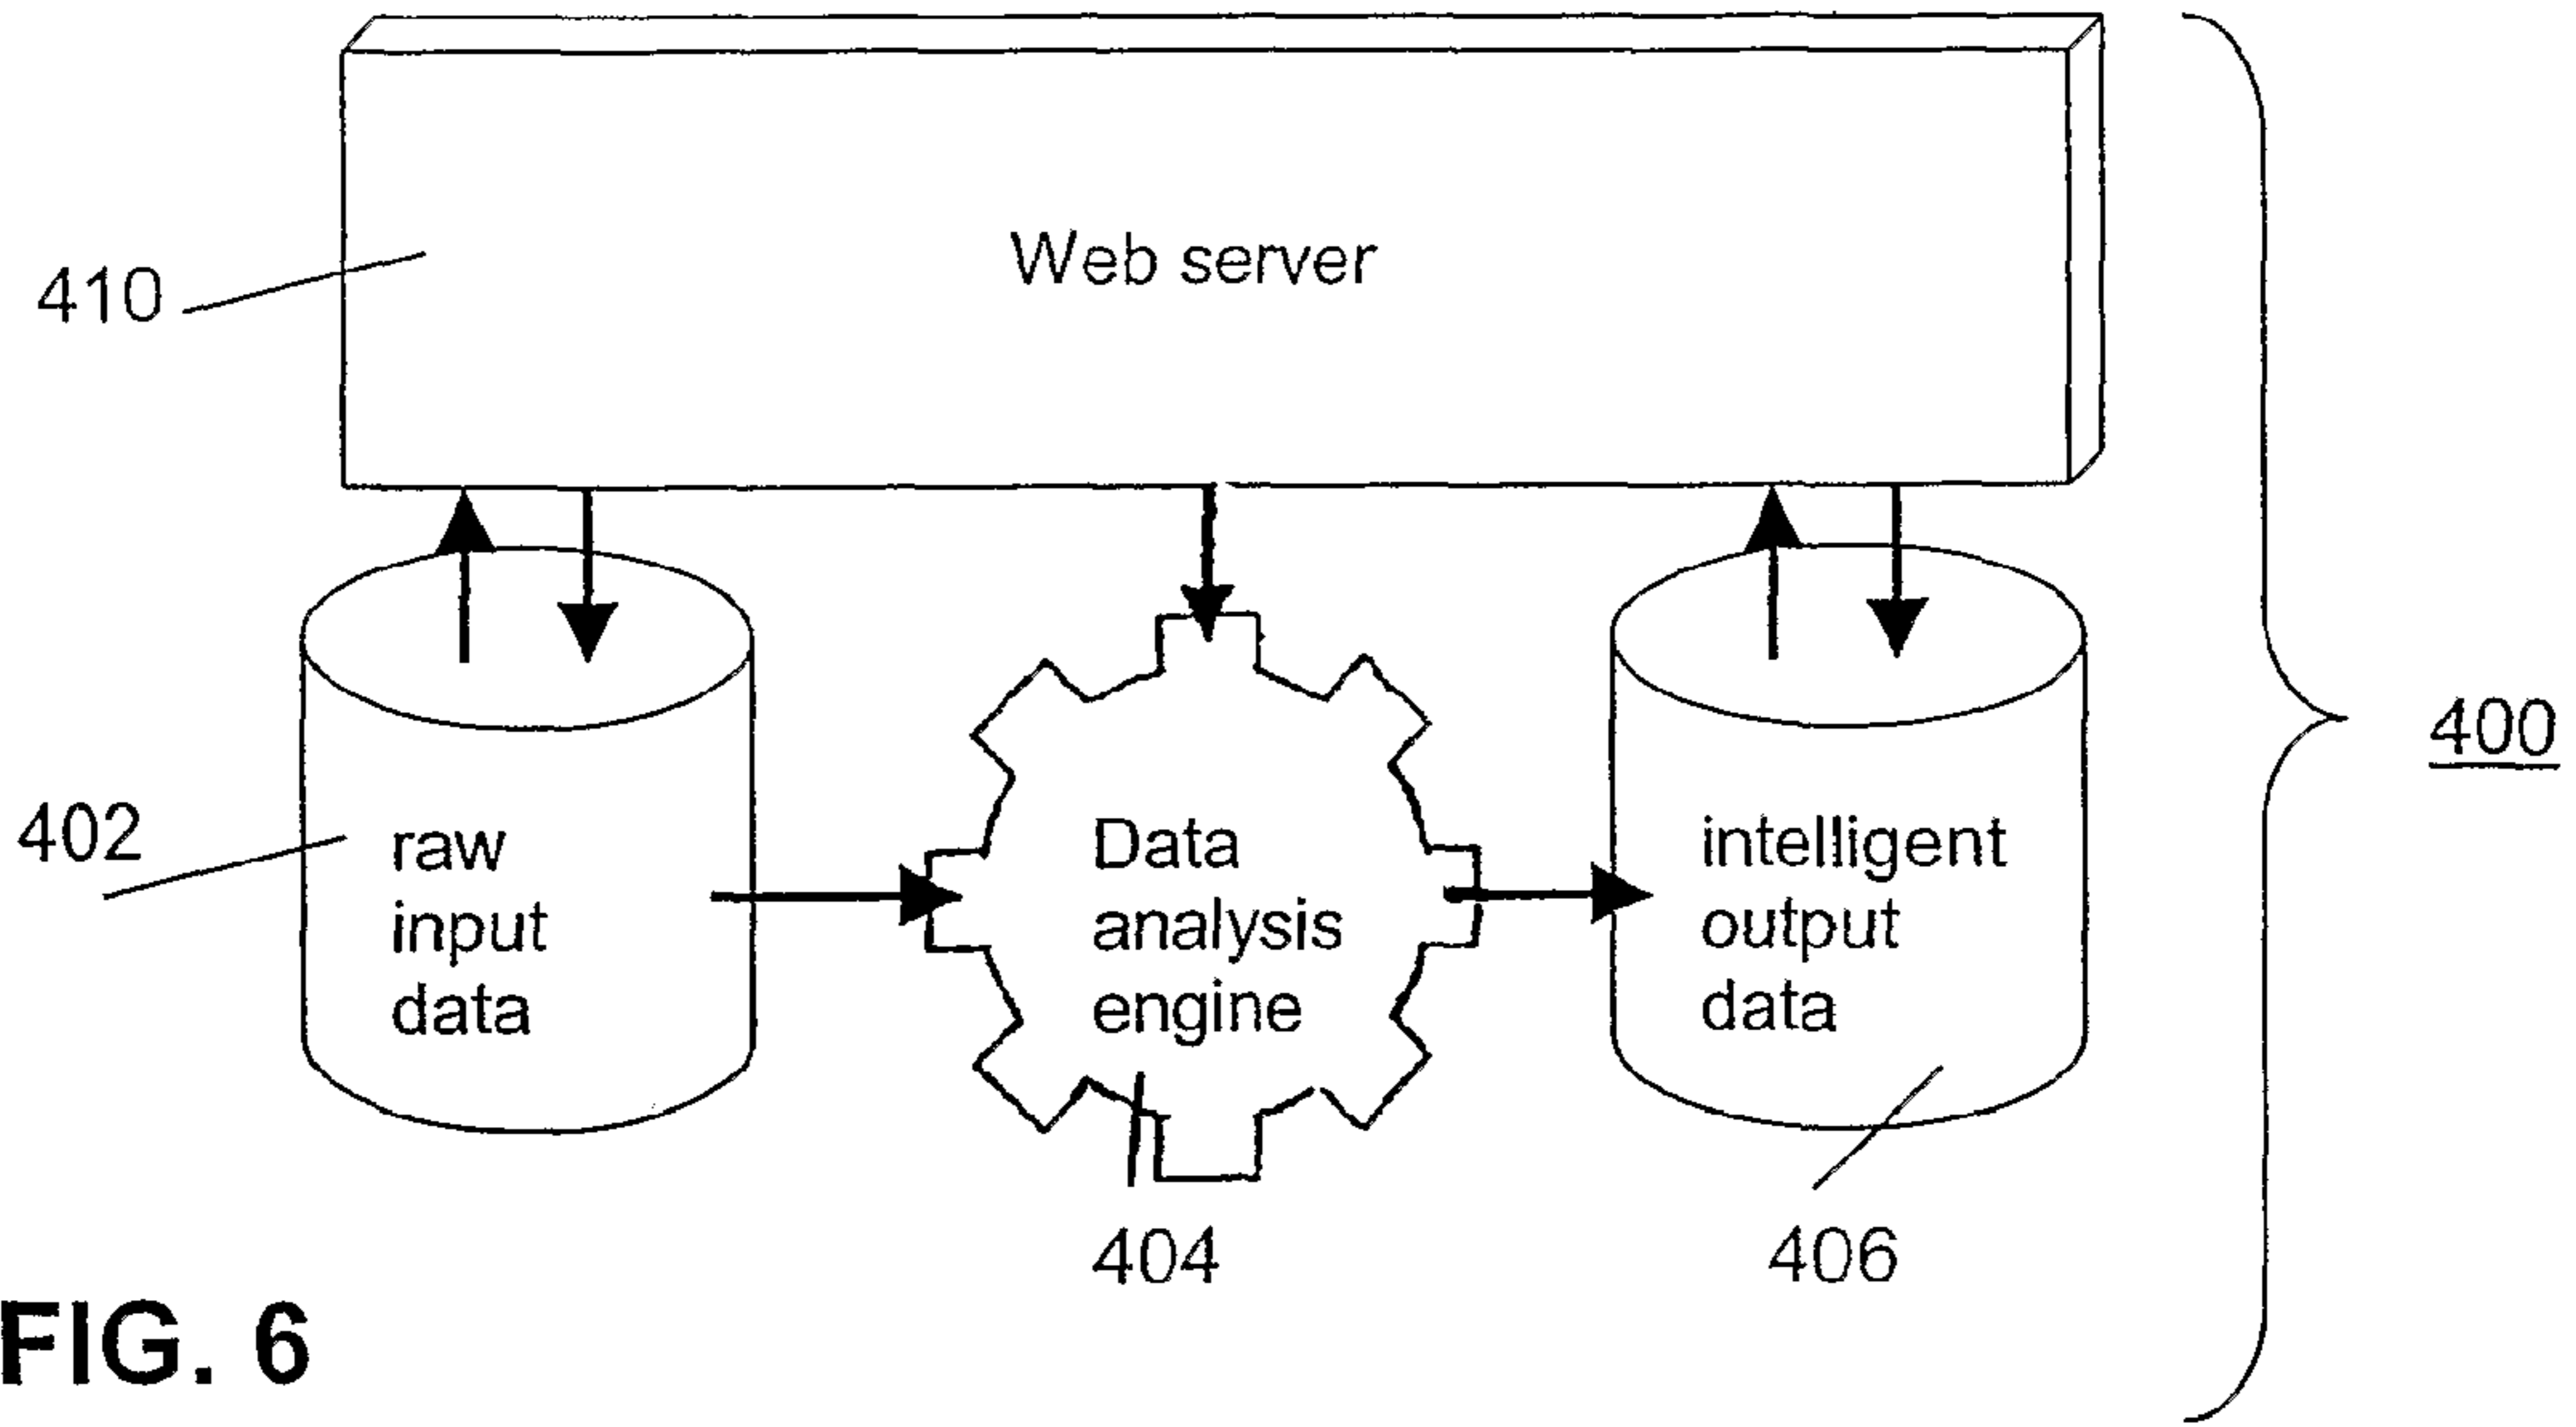 Web server
410
400
402
raw
input
data
Data
analysis
engine
intelligent
output
data
404
406
FIG. 6